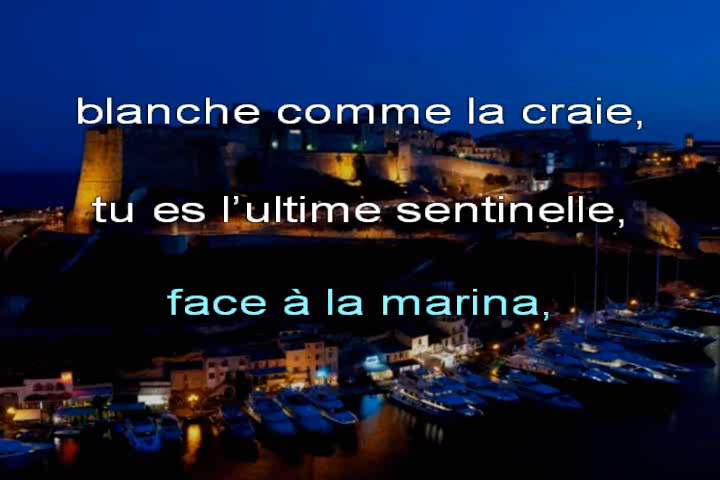 blanche comme la craie,
tu es l’ultime sentinelle,
face à la marina,